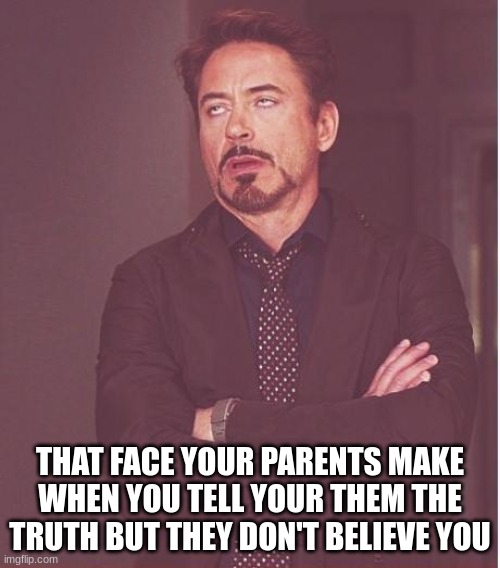 THAT FACE YOUR PARENTS MAKE
WHEN YOU TELL YOUR THEM THE
TRUTH BUT THEY DON'T BELIEVE YOU
imgflip.com